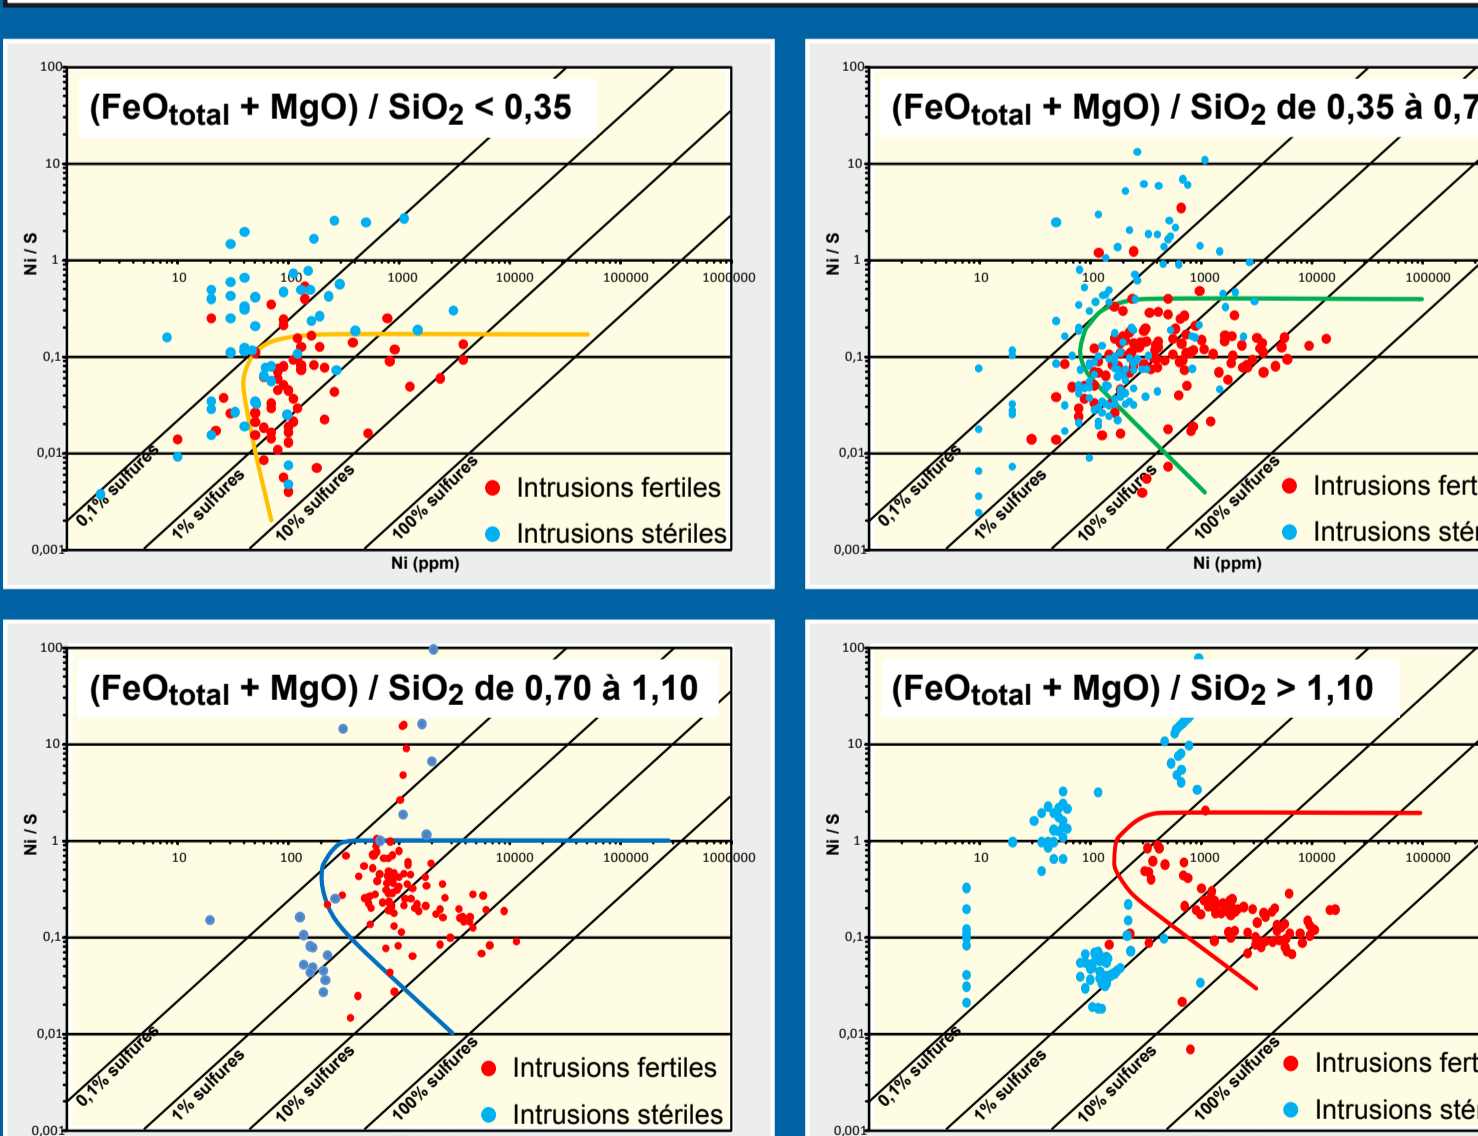 (FeOtotal + MgO) / SiO2 < 0,35
100
10
1
0,1
0,01
0,001
Ni / S
10
100
1000
10000
100000
1000000
0,1% sulfures
1% sulfures
10% sulfures
100% sulfures
Intrusions fertiles
Intrusions stériles
Ni (ppm)
(FeOtotal + MgO) / SiO2 de 0,35 à 0,7
100
10
1
0,1
0,01
0,001
Ni / S
10
100
1000
10000
100000
0,1% sulfures
1% sulfures
10% sulfures
100% sulfures
Intrusions fert
Intrusions stér
Ni (ppm)
(FeOtotal + MgO) / SiO2 de 0,70 à 1,10
100
10
1
0,1
0,01
0,001
Ni / S
10
100
10000
100000
1000000
0,1% sulfures
1% sulfures
10% sulfures
100% sulfures
Intrusions fertiles
Intrusions stériles
(FeOtotal + MgO) / SiO2 > 1,10
100
10
1
0,1
0,01
0,001
Ni / S
10
100
1000
10000
100000
0,1% sulfures
1% sulfures
10% sulfures
100% sulfures
Intrusions fert
Intrusions stér